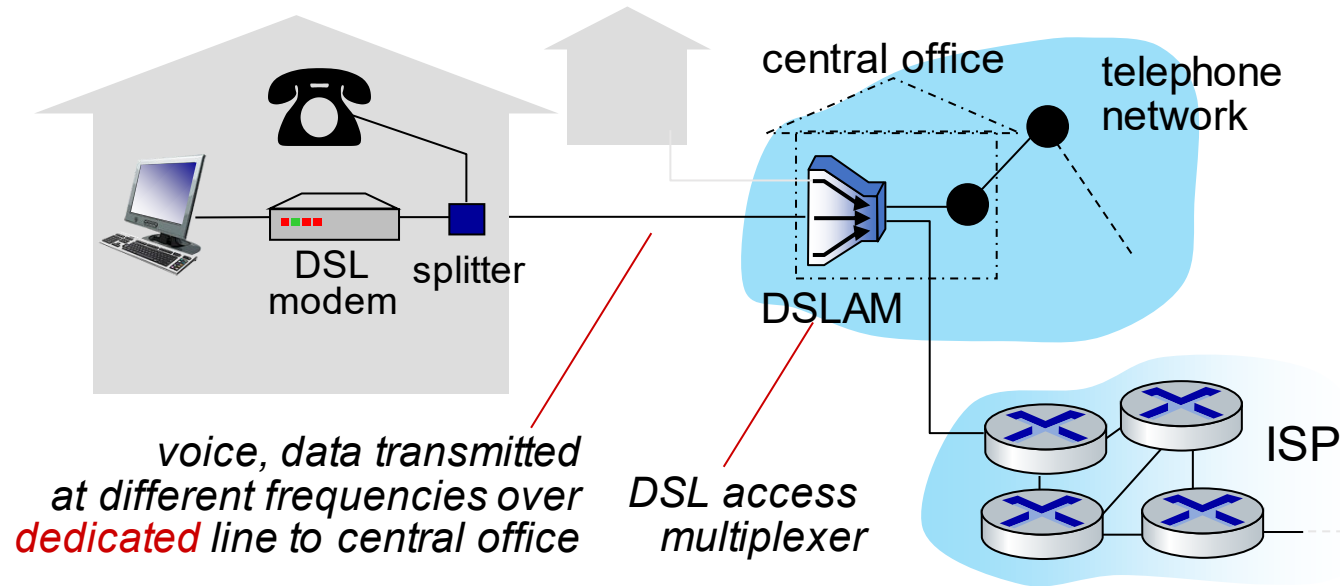 central office
telephone
network
DSL
modem
splitter
DSLAM
ISP
voice, data transmitted
at different frequencies over
dedicated line to central office
DSL access
multiplexer